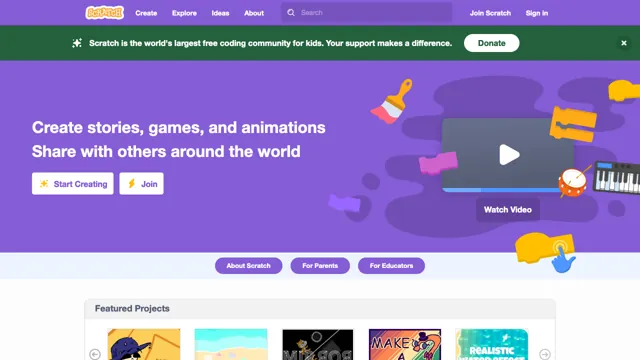 SCRATCH
Create
Explore
Ideas
About
Search
Join Scratch
Sign in
Scratch is the world's largest free coding community for kids. Your support makes a difference.
Donate
Create stories, games, and animations
Share with others around the world
Start Creating
Join
Watch Video
About Scratch
For Parents
For Educators
Featured Projects
MAKE
A
REALISTIC
WATER EFFECT